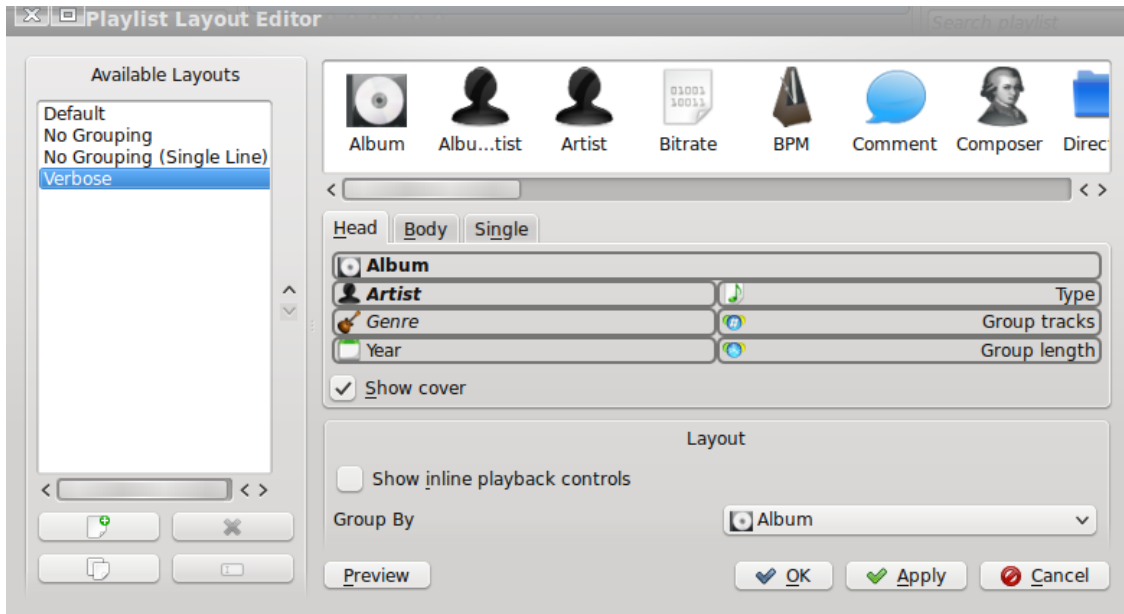 Playlist Layout Editor
Search playlist
Available Layouts
Default
No Grouping
No Grouping (Single Line)
Verbose
01001
10011
Album Albu...tist Artist Bitrate BPM Comment Composer Direc
Head Body Single
Album
Artist Type
Genre Group tracks
Year Group length
Show cover
Layout
Show inline playback controls
Group By Album
Preview OK Apply Cancel